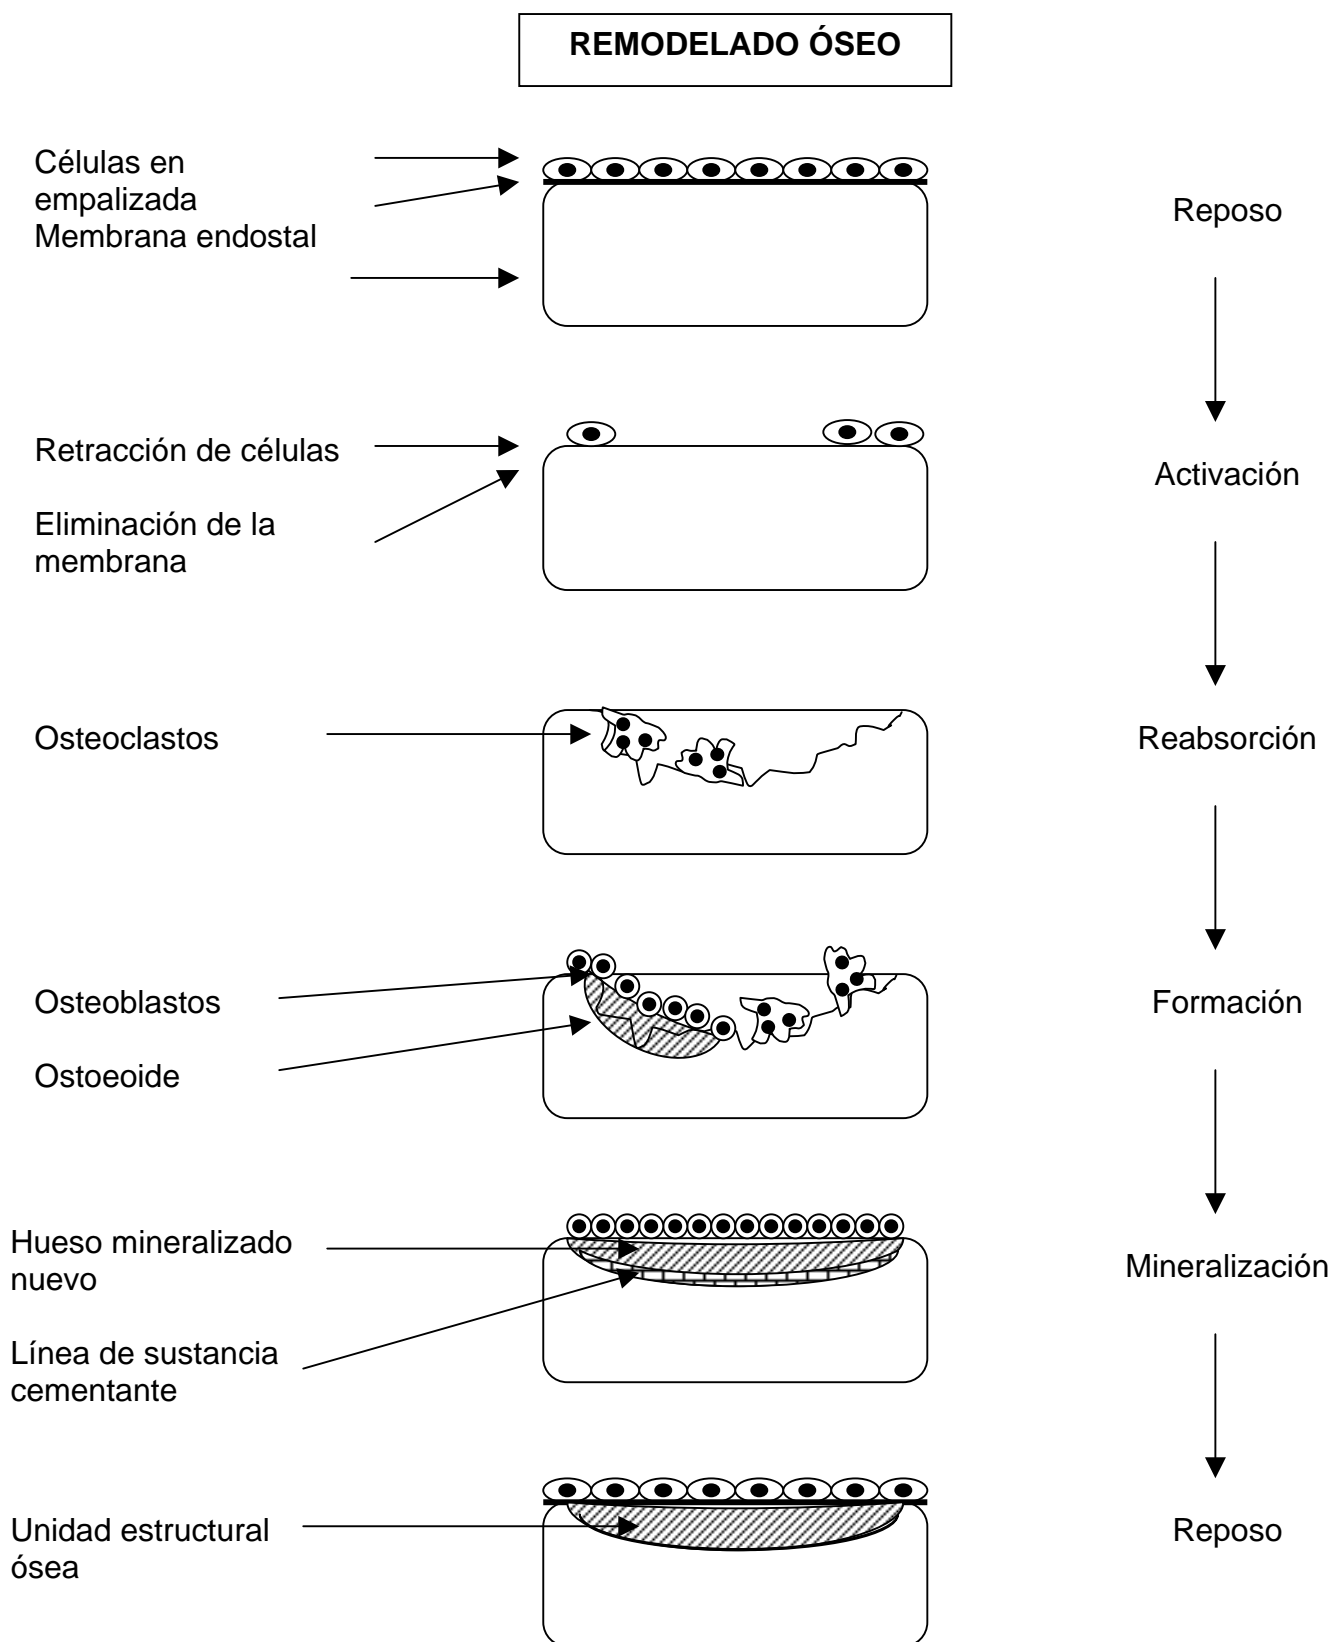 REMODELADO ÓSEO
Células en
empalizada
Membrana endostal
Reposo
Retracción de células
Activación
Eliminación de la
membrana
Osteoclastos
Reabsorción
Osteoblastos
Formación
Ostoeoide
Hueso mineralizado
nuevo
Mineralización
Línea de sustancia
cementante
Unidad estructural
ósea
Reposo